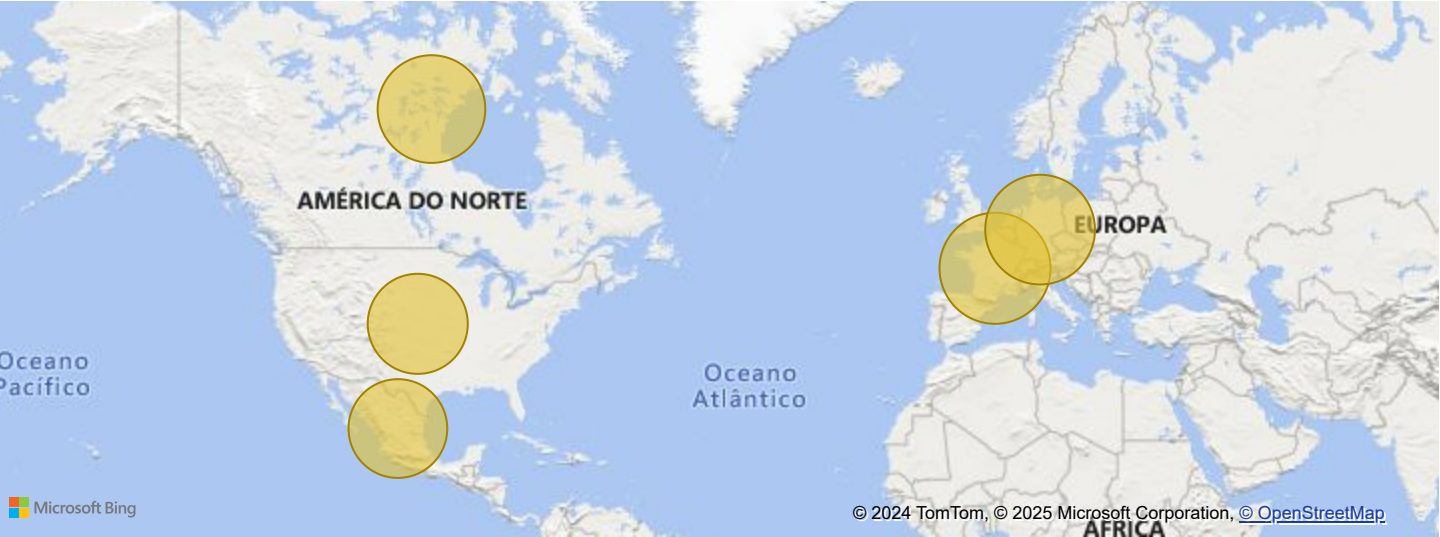 AMÉRICA DO NORTE
EUROPA
Oceano
Pacífico
Oceano
Atlântico
Microsoft Bing
© 2024 TomTom, © 2025 Microsoft Corporation, © OpenStreetMap
ÁFRICA